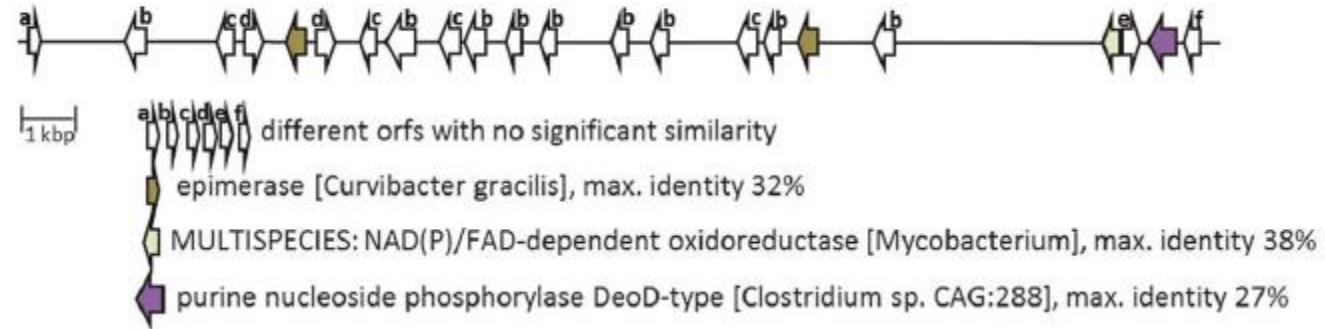 a b c d d c b c b b b b b c b b e f
1 kbp
a b c d e f different orfs with no significant similarity
epimerase [Curvibacter gracilis], max. identity 32%
MULTISPECIES: NAD(P)/FAD-dependent oxidoreductase [Mycobacterium], max. identity 38%
purine nucleoside phosphorylase DeoD-type [Clostridium sp. CAG:288], max. identity 27%